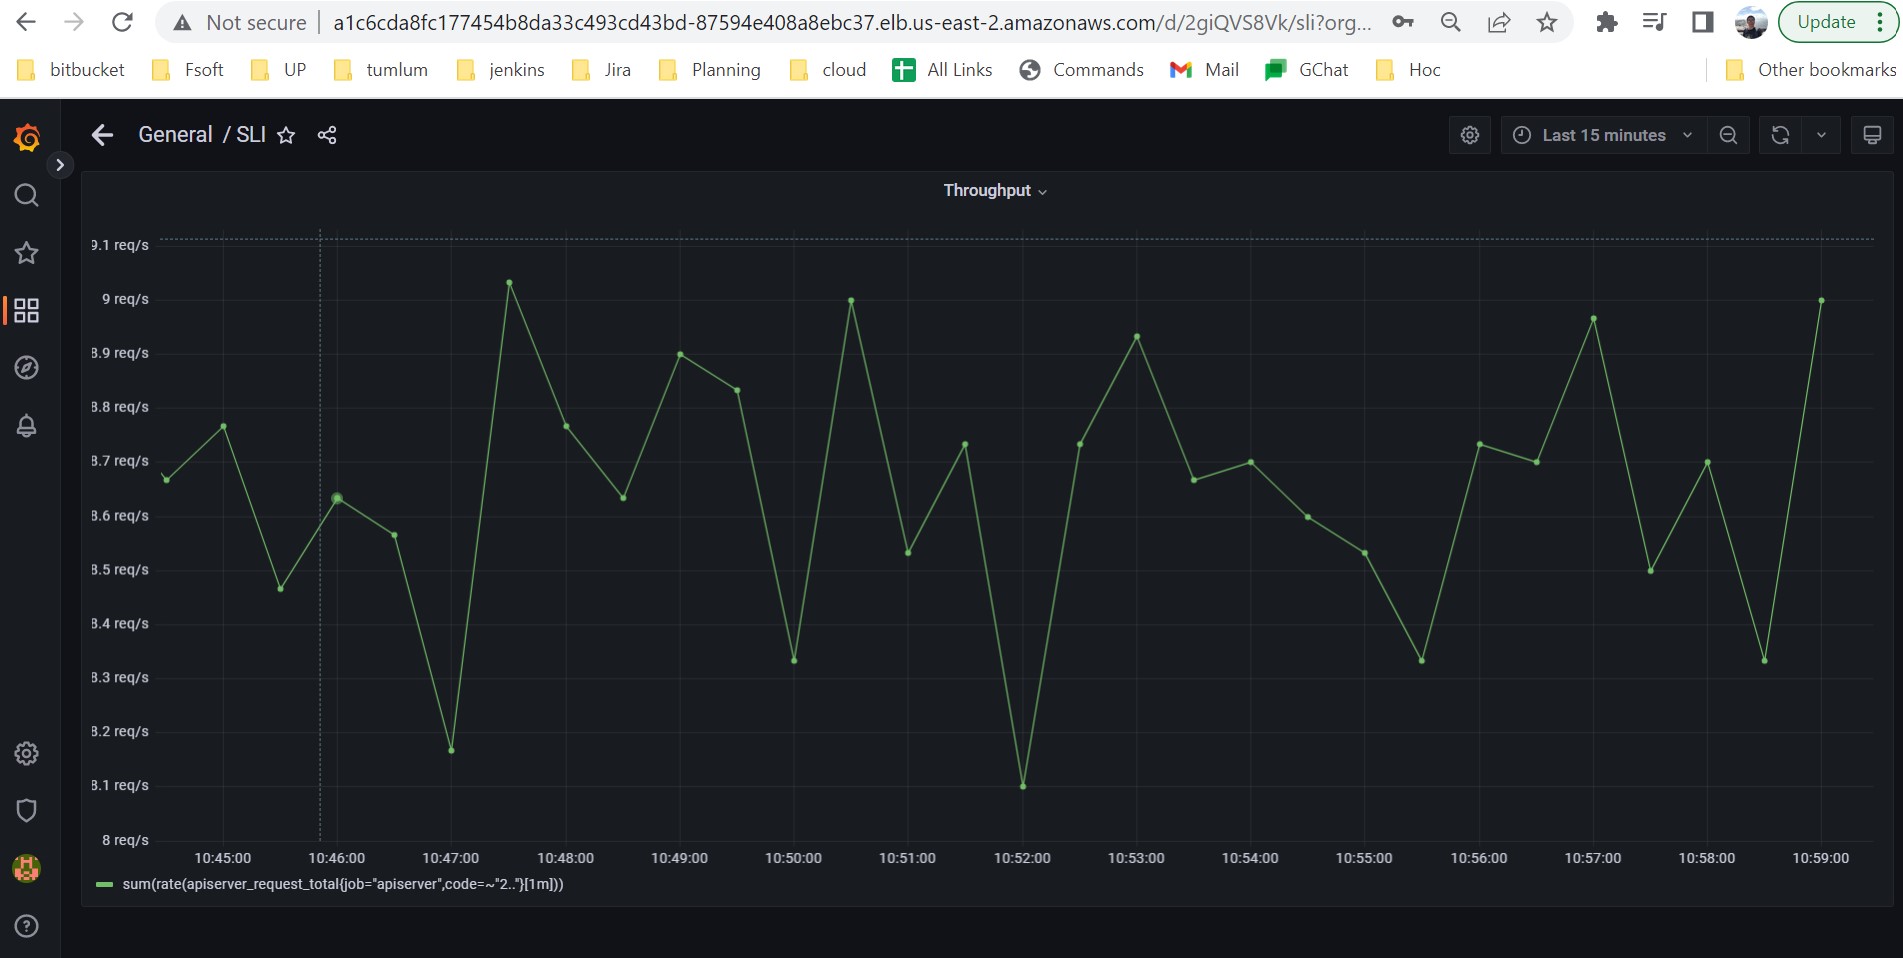 Not secure a1c6cda8fc177454b8da33c493cd43bd-87594e408a8ebc37.elb.us-east-2.amazonaws.com/d/2giQVS8Vk/sli?org... Update
bitbucket Fsoft UP tumlum jenkins Jira Planning cloud All Links Commands Mail GChat Hoc Other bookmarks
General / SLI Last 15 minutes
Throughput
9.1 req/s
9 req/s
8.9 req/s
8.8 req/s
8.7 req/s
8.6 req/s
8.5 req/s
8.4 req/s
8.3 req/s
8.2 req/s
8.1 req/s
8 req/s
10:45:00 10:46:00 10:47:00 10:48:00 10:49:00 10:50:00 10:51:00 10:52:00 10:53:00 10:54:00 10:55:00 10:56:00 10:57:00 10:58:00 10:59:00
sum(rate(apiserver_request_total{job="apiserver",code=~"2.."}[1m]))